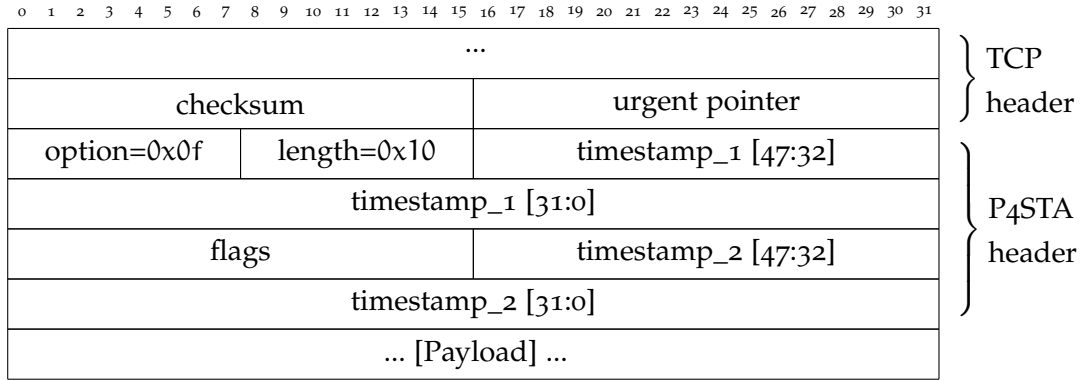 0 1 2 3 4 5 6 7 8 9 10 11 12 13 14 15 16 17 18 19 20 21 22 23 24 25 26 27 28 29 30 31
...
TCP
header
checksum urgent pointer
option=0x0f length=0x10 timestamp_1 [47:32]
timestamp_1 [31:0]
P4STA
header
flags timestamp_2 [47:32]
timestamp_2 [31:0]
... [Payload] ...